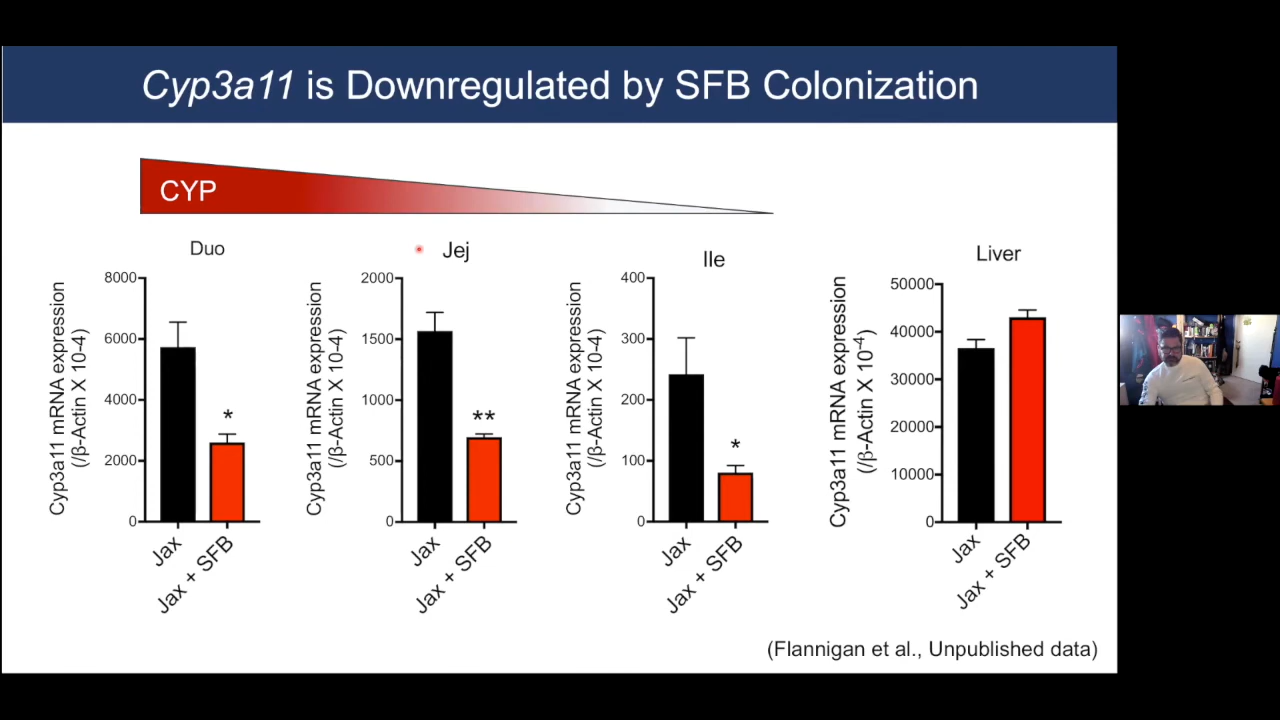 Cyp3a11 is Downregulated by SFB Colonization
CYP
Duo
Cyp3a11 mRNA expression
(/β-Actin X 10-4)
8000
6000
4000
2000
0
*
Jax
Jax + SFB
Jej
Cyp3a11 mRNA expression
(/β-Actin X 10-4)
2000
1500
1000
500
0
**
Jax
Jax + SFB
Ile
Cyp3a11 mRNA expression
(/β-Actin X 10-4)
400
300
200
100
0
*
Jax
Jax + SFB
Liver
Cyp3a11 mRNA expression
(/β-Actin X 10⁻⁴)
50000
40000
30000
20000
10000
0
Jax
Jax + SFB
(Flannigan et al., Unpublished data)